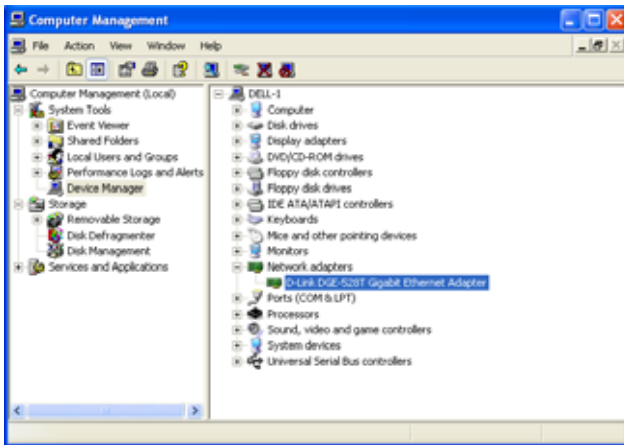 Computer Management
File Action View Window Help
Computer Management (Local)
System Tools
Event Viewer
Shared Folders
Local Users and Groups
Performance Logs and Alerts
Device Manager
Storage
Removable Storage
Disk Defragmenter
Disk Management
Services and Applications
DELL-1
Computer
Disk drives
Display adapters
DVD/CD-ROM drives
Floppy disk controllers
Floppy disk drives
IDE ATA/ATAPI controllers
Keyboards
Mice and other pointing devices
Monitors
Network adapters
D-Link DGE-528T Gigabit Ethernet Adapter
Ports (COM & LPT)
Processors
Sound, video and game controllers
System devices
Universal Serial Bus controllers